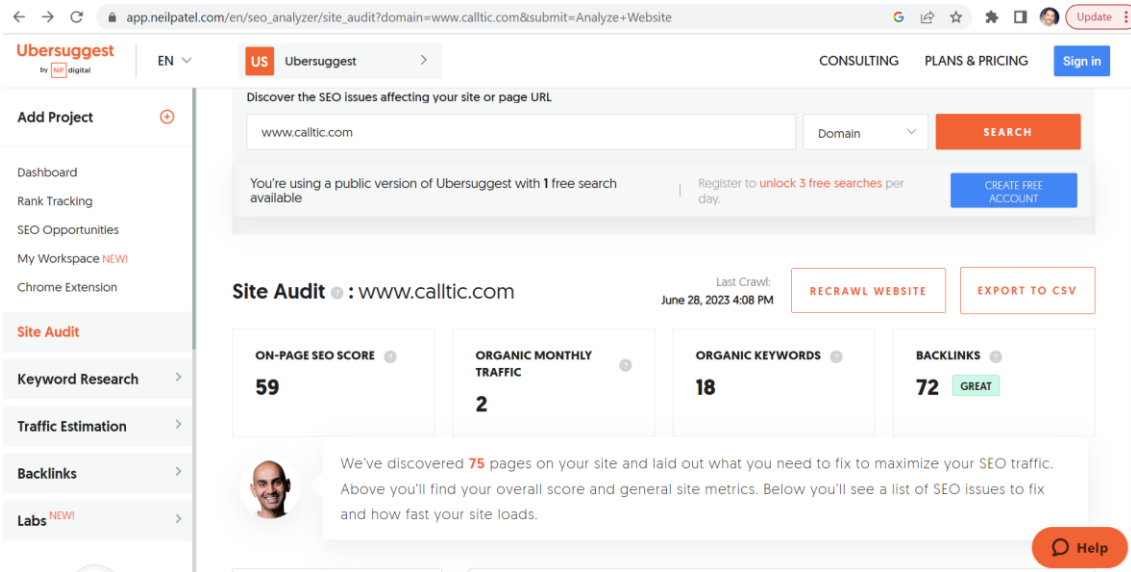 app.neilpatel.com/en/seo_analyzer/site_audit?domain=www.calltic.com&submit=Analyze+Website
Update
Ubersuggest
by NP digital
EN
US Ubersuggest
CONSULTING
PLANS & PRICING
Sign in
Add Project
Dashboard
Rank Tracking
SEO Opportunities
My Workspace NEW!
Chrome Extension
Site Audit
Keyword Research
Traffic Estimation
Backlinks
Labs NEW!
Discover the SEO issues affecting your site or page URL
www.calltic.com
Domain
SEARCH
You're using a public version of Ubersuggest with 1 free search
available
Register to unlock 3 free searches per
day.
CREATE FREE
ACCOUNT
Site Audit ? : www.calltic.com
Last Crawl:
June 28, 2023 4:08 PM
RECRAWL WEBSITE
EXPORT TO CSV
ON-PAGE SEO SCORE ?
59
ORGANIC MONTHLY
TRAFFIC ?
2
ORGANIC KEYWORDS ?
18
BACKLINKS ?
72 GREAT
We've discovered 75 pages on your site and laid out what you need to fix to maximize your SEO traffic.
Above you'll find your overall score and general site metrics. Below you'll see a list of SEO issues to fix
and how fast your site loads.
Help